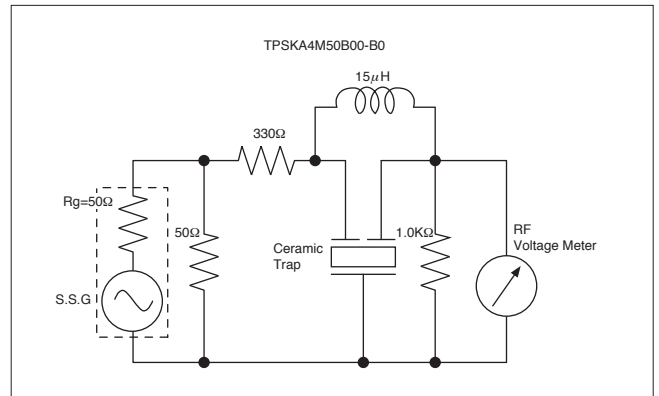 TPSKA4M50B00-B0
15μH
330Ω
Rg=50Ω
50Ω
1.0KΩ
Ceramic
Trap
RF
Voltage Meter
S.S.G